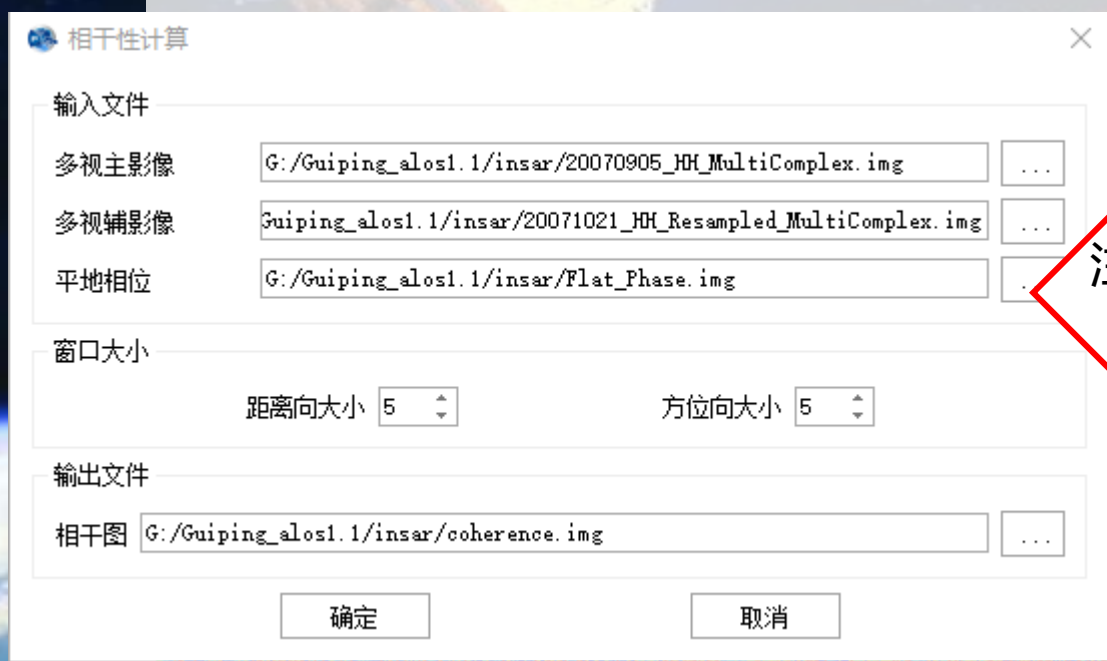 相干性计算
输入文件
多视主影像 G:/Guiping_alos1.1/insar/20070905_HH_MultiComplex.img ...
多视辅影像 Guiping_alos1.1/insar/20071021_HH_Resampled_MultiComplex.img ...
平地相位 G:/Guiping_alos1.1/insar/Flat_Phase.img
窗口大小
距离向大小 5 方位向大小 5
输出文件
相干图 G:/Guiping_alos1.1/insar/coherence.img ...
确定 取消